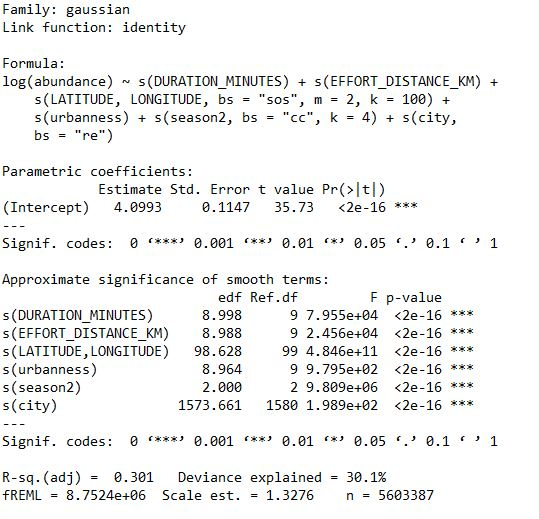 Family: gaussian
Link function: identity
Formula:
log(abundance) ~ s(DURATION_MINUTES) + s(EFFORT_DISTANCE_KM) +
s(LATITUDE, LONGITUDE, bs = "sos", m = 2, k = 100) +
s(urbanness) + s(season2, bs = "cc", k = 4) + s(city,
bs = "re")
Parametric coefficients:
Estimate Std. Error t value Pr(>|t|)
(Intercept) 4.0993 0.1147 35.73 <2e-16 ***
---
Signif. codes: 0 ‘***’ 0.001 ‘**’ 0.01 ‘*’ 0.05 ‘.’ 0.1 ‘ ’ 1
Approximate significance of smooth terms:
edf Ref.df F p-value
s(DURATION_MINUTES) 8.998 9 7.955e+04 <2e-16 ***
s(EFFORT_DISTANCE_KM) 8.988 9 2.456e+04 <2e-16 ***
s(LATITUDE,LONGITUDE) 98.628 99 4.846e+11 <2e-16 ***
s(urbanness) 8.964 9 9.795e+02 <2e-16 ***
s(season2) 2.000 2 9.809e+06 <2e-16 ***
s(city) 1573.661 1580 1.989e+02 <2e-16 ***
---
Signif. codes: 0 ‘***’ 0.001 ‘**’ 0.01 ‘*’ 0.05 ‘.’ 0.1 ‘ ’ 1
R-sq.(adj) = 0.301 Deviance explained = 30.1%
fREML = 8.7524e+06 Scale est. = 1.3276 n = 5603387